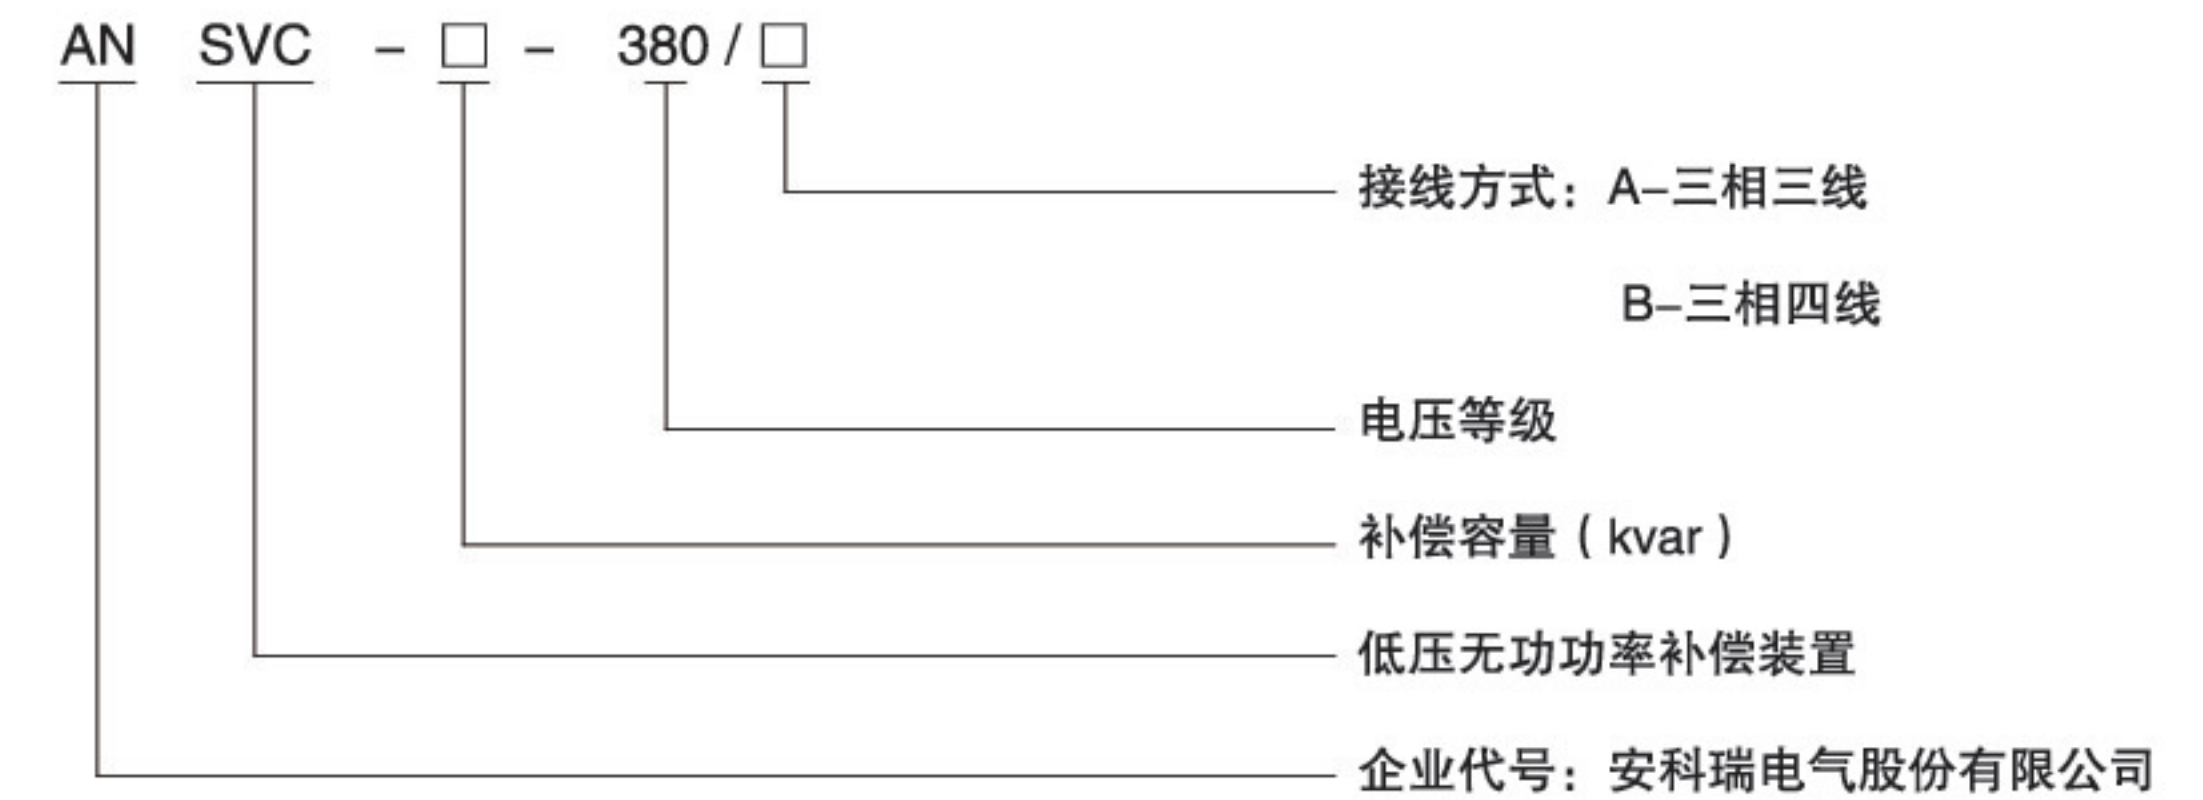 AN SVC – □ – 380 / □
接线方式：A–三相三线
B–三相四线
电压等级
补偿容量（kvar）
低压无功功率补偿装置
企业代号：安科瑞电气股份有限公司